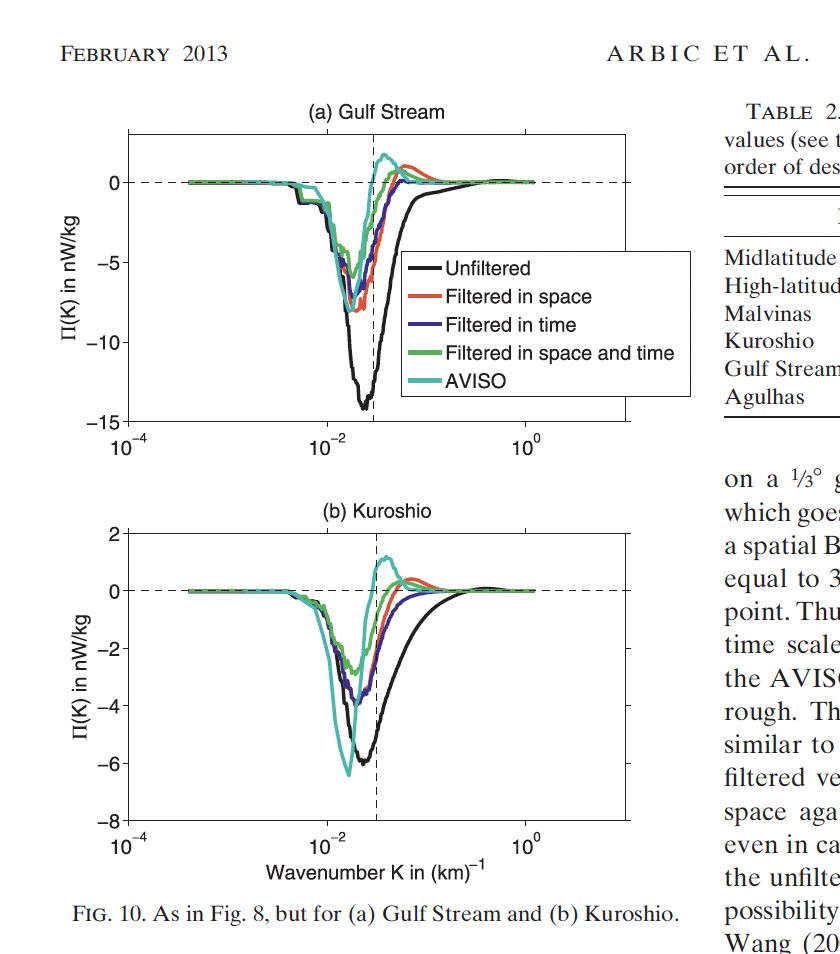 FEBRUARY 2013
ARBIC ET AL.
(a) Gulf Stream
Π(K) in nW/kg
0
−5
−10
−15
10⁻⁴
10⁻²
10⁰
Unfiltered
Filtered in space
Filtered in time
Filtered in space and time
AVISO
(b) Kuroshio
Π(K) in nW/kg
2
0
−2
−4
−6
−8
10⁻⁴
10⁻²
10⁰
Wavenumber K in (km)⁻¹
FIG. 10. As in Fig. 8, but for (a) Gulf Stream and (b) Kuroshio.
TABLE 2.
values (see t
order of des
Midlatitude
High-latitud
Malvinas
Kuroshio
Gulf Stream
Agulhas
on a ⅓° g
which goes
a spatial B
equal to 3
point. Thu
time scale
the AVISO
rough. Th
similar to
filtered ve
space aga
even in ca
the unfilte
possibility
Wang (20